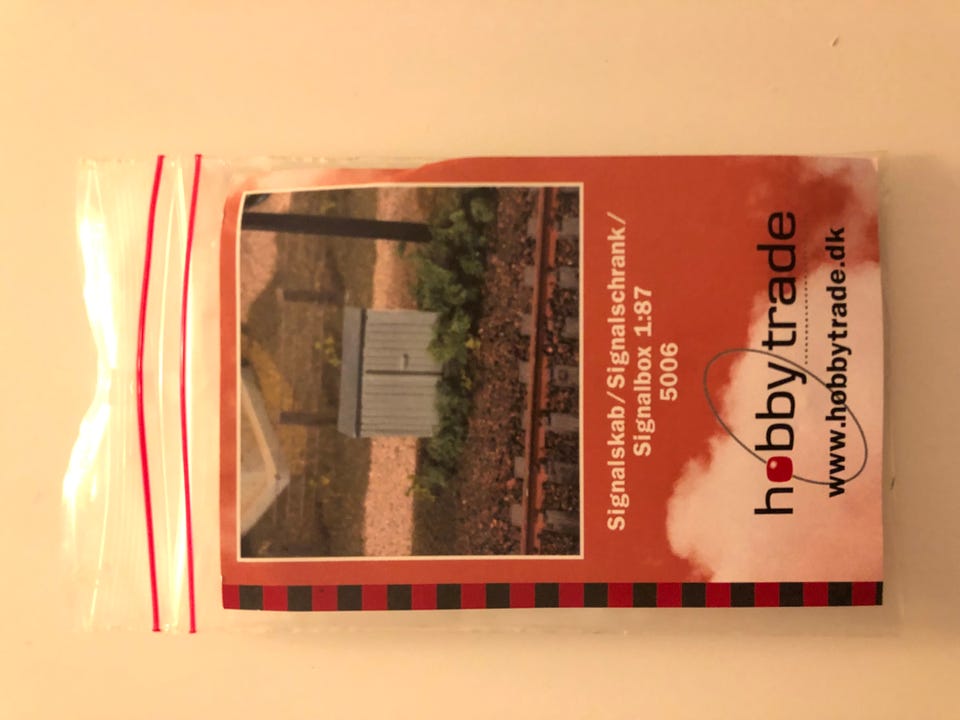 Signalskab/Signalschrank/
Signalbox 1:87
5006
hobbytrade
www.hobbytrade.dk